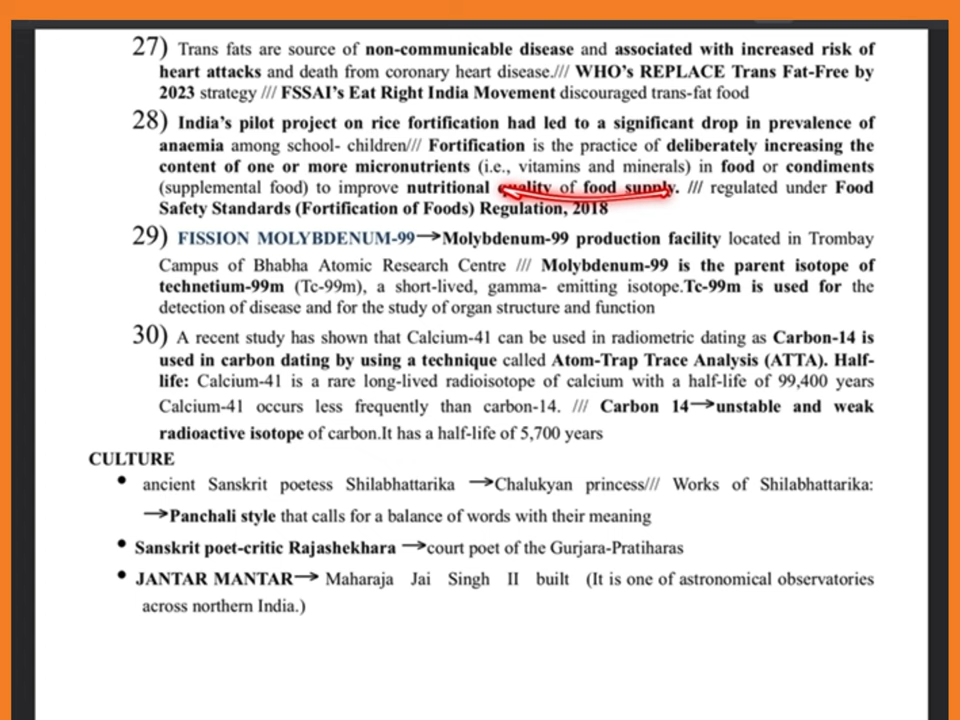 27) Trans fats are source of non-communicable disease and associated with increased risk of
heart attacks and death from coronary heart disease./// WHO's REPLACE Trans Fat-Free by
2023 strategy /// FSSAI's Eat Right India Movement discouraged trans-fat food
28) India's pilot project on rice fortification had led to a significant drop in prevalence of
anaemia among school- children/// Fortification is the practice of deliberately increasing the
content of one or more micronutrients (i.e., vitamins and minerals) in food or condiments
(supplemental food) to improve nutritional quality of food supply. /// regulated under Food
Safety Standards (Fortification of Foods) Regulation, 2018
29) FISSION MOLYBDENUM-99→Molybdenum-99 production facility located in Trombay
Campus of Bhabha Atomic Research Centre /// Molybdenum-99 is the parent isotope of
technetium-99m (Tc-99m), a short-lived, gamma- emitting isotope.Tc-99m is used for the
detection of disease and for the study of organ structure and function
30) A recent study has shown that Calcium-41 can be used in radiometric dating as Carbon-14 is
used in carbon dating by using a technique called Atom-Trap Trace Analysis (ATTA). Half-
life: Calcium-41 is a rare long-lived radioisotope of calcium with a half-life of 99,400 years
Calcium-41 occurs less frequently than carbon-14. /// Carbon 14→unstable and weak
radioactive isotope of carbon.It has a half-life of 5,700 years
CULTURE
• ancient Sanskrit poetess Shilabhattarika →Chalukyan princess/// Works of Shilabhattarika:
→Panchali style that calls for a balance of words with their meaning
• Sanskrit poet-critic Rajashekhara →court poet of the Gurjara-Pratiharas
• JANTAR MANTAR→ Maharaja Jai Singh II built (It is one of astronomical observatories
across northern India.)